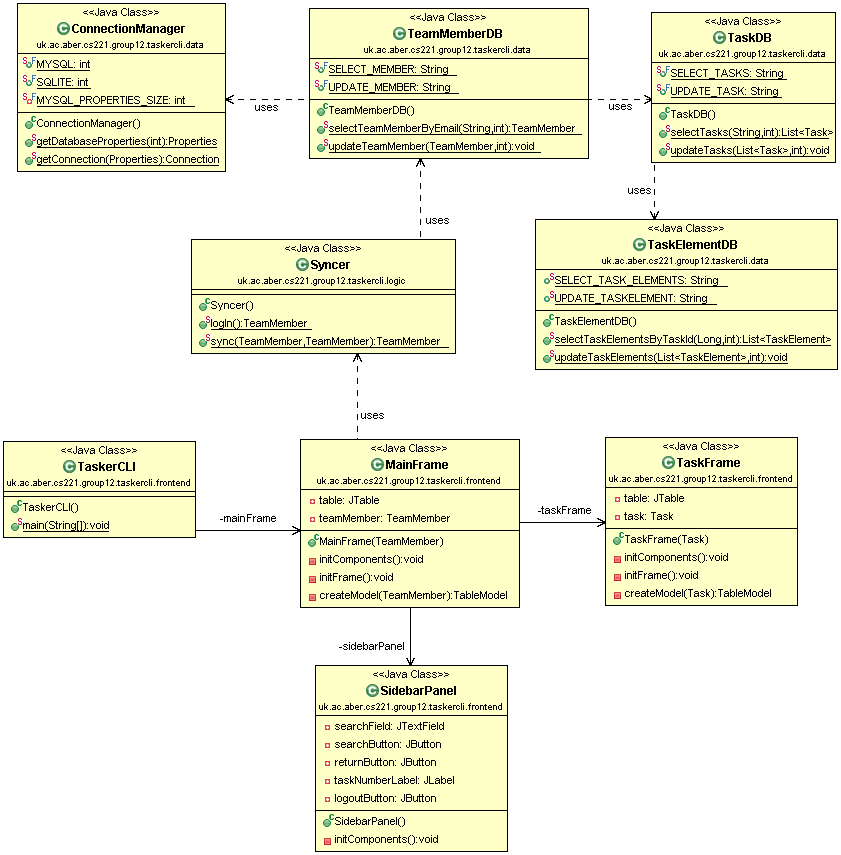 <<Java Class>>
ConnectionManager
uk.ac.aber.cs221.group12.taskercli.data
MYSQL: int
SQLITE: int
MYSQL_PROPERTIES_SIZE: int
ConnectionManager()
getDatabaseProperties(int):Properties
getConnection(Properties):Connection
uses
<<Java Class>>
TeamMemberDB
uk.ac.aber.cs221.group12.taskercli.data
SELECT_MEMBER: String
UPDATE_MEMBER: String
TeamMemberDB()
selectTeamMemberByEmail(String,int):TeamMember
updateTeamMember(TeamMember,int):void
uses
<<Java Class>>
TaskDB
uk.ac.aber.cs221.group12.taskercli.data
SELECT_TASKS: String
UPDATE_TASK: String
TaskDB()
selectTasks(String,int):List<Task>
updateTasks(List<Task>,int):void
uses
uses
<<Java Class>>
Syncer
uk.ac.aber.cs221.group12.taskercli.logic
Syncer()
logIn():TeamMember
sync(TeamMember,TeamMember):TeamMember
<<Java Class>>
TaskElementDB
uk.ac.aber.cs221.group12.taskercli.data
SELECT_TASK_ELEMENTS: String
UPDATE_TASKELEMENT: String
TaskElementDB()
selectTaskElementsByTaskId(Long,int):List<TaskElement>
updateTaskElements(List<TaskElement>,int):void
uses
<<Java Class>>
TaskerCLI
uk.ac.aber.cs221.group12.taskercli.frontend
TaskerCLI()
main(String[]):void
-mainFrame
<<Java Class>>
MainFrame
uk.ac.aber.cs221.group12.taskercli.frontend
table: JTable
teamMember: TeamMember
MainFrame(TeamMember)
initComponents():void
initFrame():void
createModel(TeamMember):TableModel
-taskFrame
<<Java Class>>
TaskFrame
uk.ac.aber.cs221.group12.taskercli.frontend
table: JTable
task: Task
TaskFrame(Task)
initComponents():void
initFrame():void
createModel(Task):TableModel
-sidebarPanel
<<Java Class>>
SidebarPanel
uk.ac.aber.cs221.group12.taskercli.frontend
searchField: JTextField
searchButton: JButton
returnButton: JButton
taskNumberLabel: JLabel
logoutButton: JButton
SidebarPanel()
initComponents():void